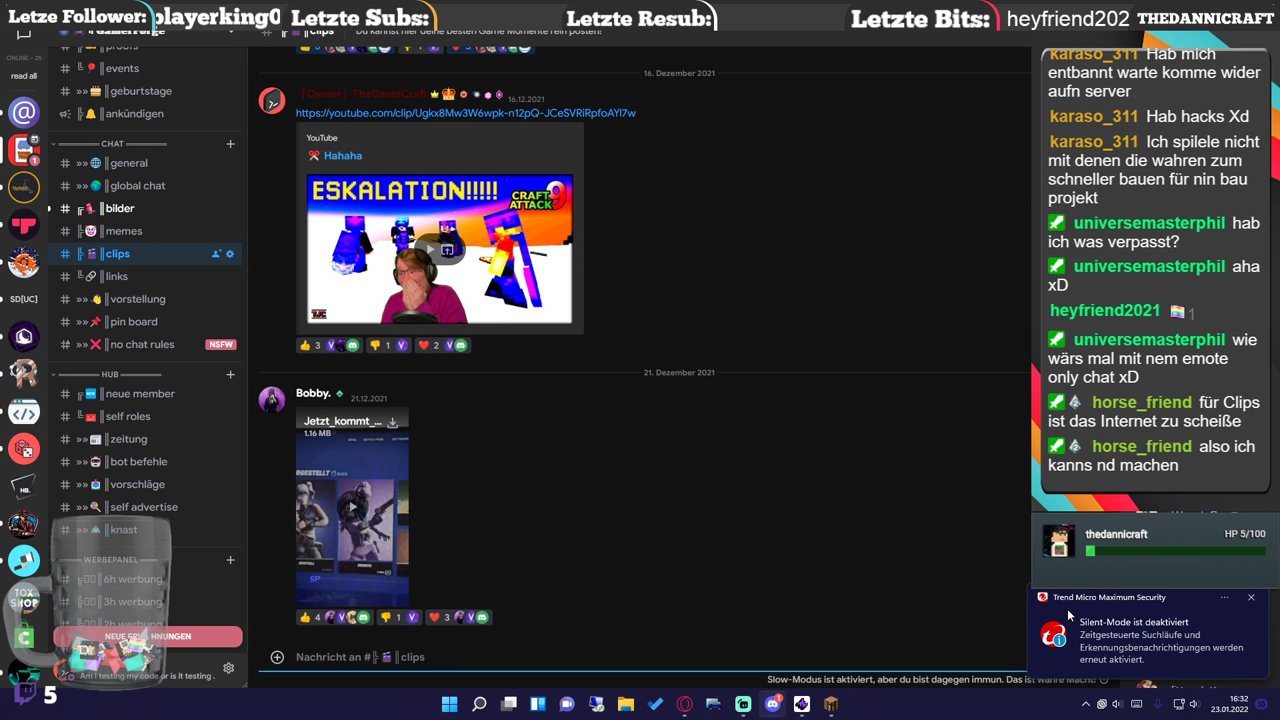 Letze Follower:
playerking0
Letzte Subs:
Letzte Resub:
Letzte Bits:
heyfriend202
THEDANNICRAFT
ONLINE - 25
read all
SD[UC]
HB.
TOX
SHOP
5
proofs
events
geburtstage
ankündigen
CHAT
general
global chat
bilder
memes
clips
links
vorstellung
pin board
no chat rules
NSFW
HUB
neue member
self roles
zeitung
bot befehle
vorschläge
self advertise
knast
WERBEPANEL
6h werbung
3h werbung
2h werbung
NEUE ERWÄHNUNGEN
Am I testing my code or is it testing .
clips
Du kannst hier deine besten Game Momente rein posten!
16. Dezember 2021
[Owner] TheDanniCraft
16.12.2021
https://youtube.com/clip/Ugkx8Mw3W6wpk-n12pQ-JCeSVRiRpfoAYl7w
YouTube
Hahaha
ESKALATION!!!!!
CRAFT
ATTACK
9
3
1
2
21. Dezember 2021
Bobby.
21.12.2021
Jetzt_kommt_...
1.16 MB
SP
4
1
3
Nachricht an #
clips
Slow-Modus ist aktiviert, aber du bist dagegen immun. Das ist wahre Macht!
karaso_311 Hab mich
entbannt warte komme wider
aufn server
karaso_311 Hab hacks Xd
karaso_311 Ich spilele nicht
mit denen die wahren zum
schneller bauen für nin bau
projekt
universemasterphil hab
ich was verpasst?
universemasterphil aha
xD
heyfriend2021 1
universemasterphil wie
wärs mal mit nem emote
only chat xD
horse_friend für Clips
ist das Internet zu scheiße
horse_friend also ich
kanns nd machen
thedannicraft
HP 5/100
Trend Micro Maximum Security
Silent-Mode ist deaktiviert
Zeitgesteuerte Suchläufe und
Erkennungsbenachrichtigungen werden
erneut aktiviert.
16:32
23.01.2022